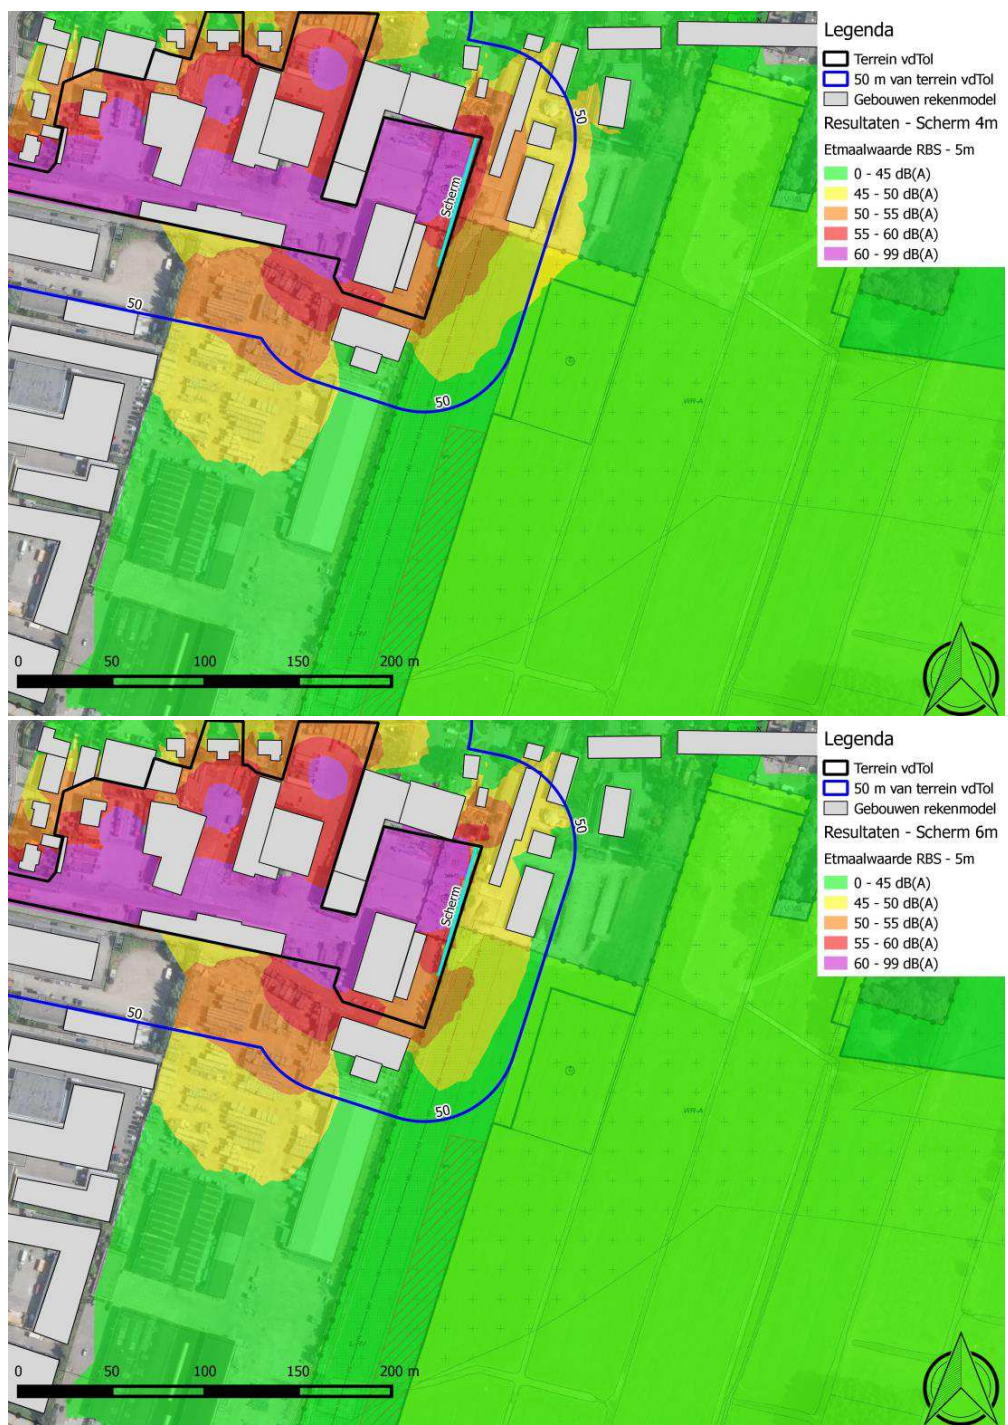 Legenda
Terrein vdTol
50 m van terrein vdTol
Gebouwen rekenmodel
Resultaten - Scherm 4m
Etmaalwaarde RBS - 5m
0 - 45 dB(A)
45 - 50 dB(A)
50 - 55 dB(A)
55 - 60 dB(A)
60 - 99 dB(A)
50
Scherm
50
50
WR-A
0 50 100 150 200 m
Legenda
Terrein vdTol
50 m van terrein vdTol
Gebouwen rekenmodel
Resultaten - Scherm 6m
Etmaalwaarde RBS - 5m
0 - 45 dB(A)
45 - 50 dB(A)
50 - 55 dB(A)
55 - 60 dB(A)
60 - 99 dB(A)
50
Scherm
50
50
WR-A
0 50 100 150 200 m